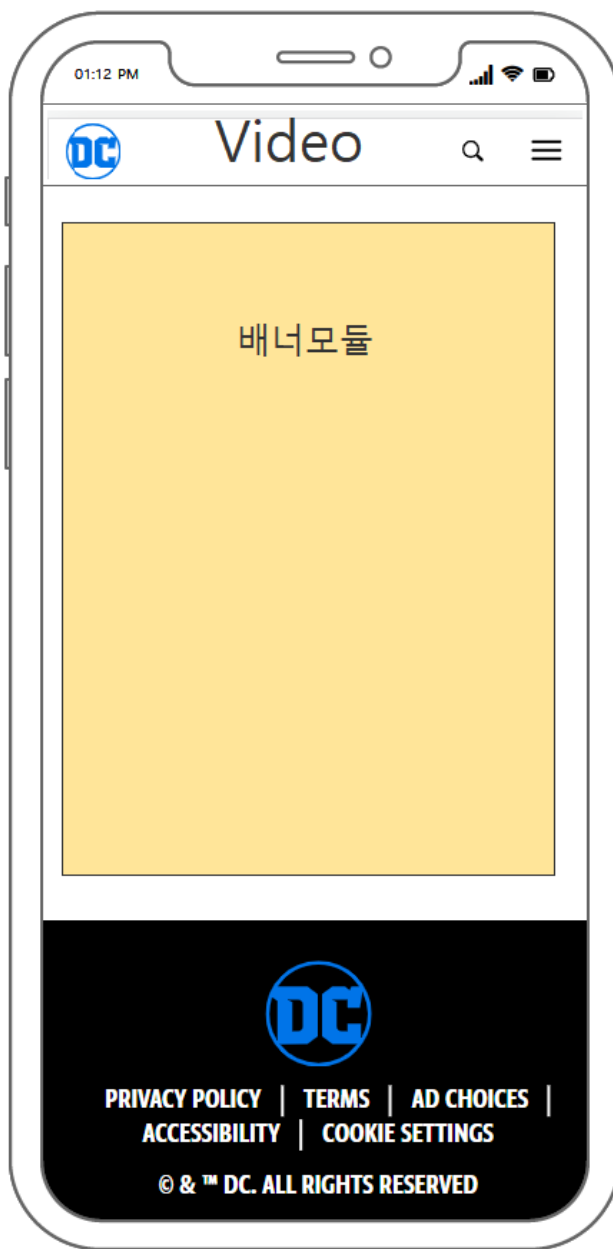 01:12 PM
DC Video
배너모듈
DC
PRIVACY POLICY | TERMS | AD CHOICES |
ACCESSIBILITY | COOKIE SETTINGS
© & ™ DC. ALL RIGHTS RESERVED